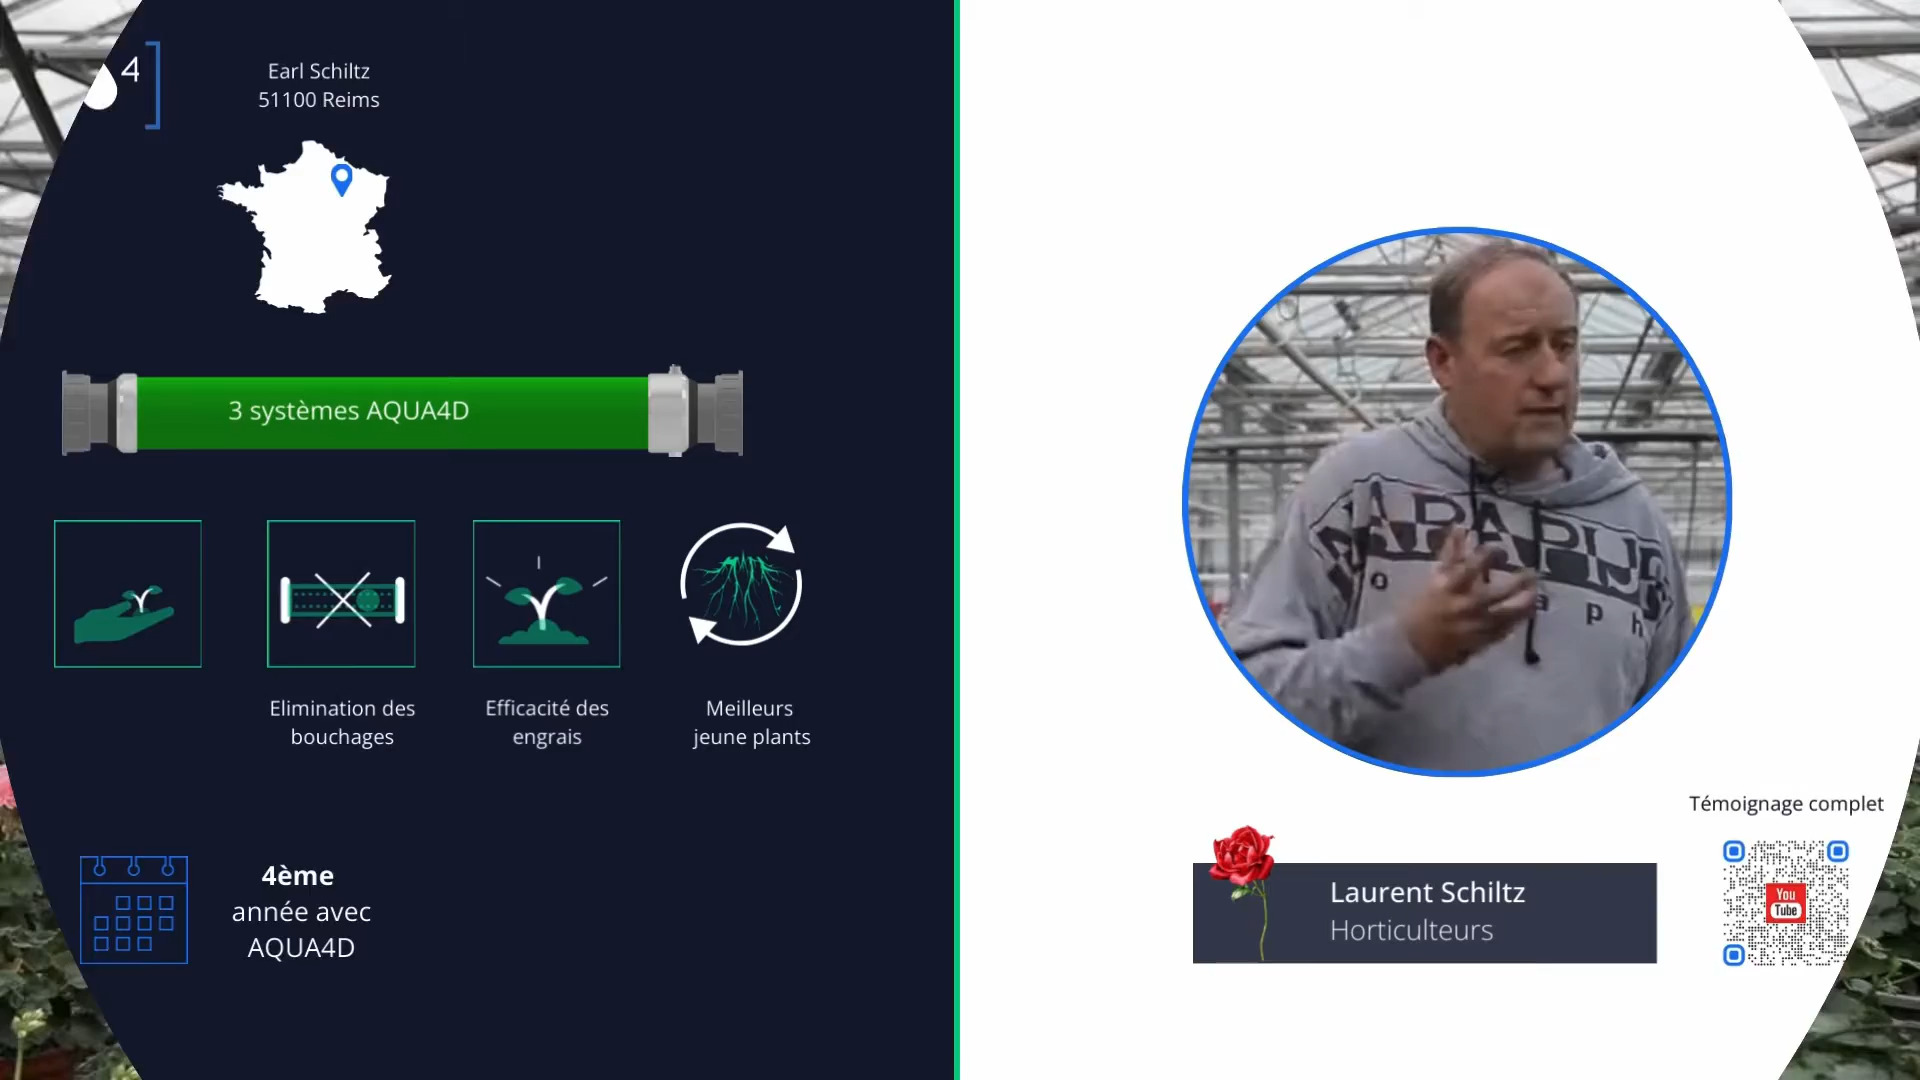 4
Earl Schiltz
51100 Reims
3 systèmes AQUA4D
Elimination des
bouchages
Efficacité des
engrais
Meilleurs
jeune plants
4ème
année avec
AQUA4D
Témoignage complet
Laurent Schiltz
Horticulteurs
You
Tube